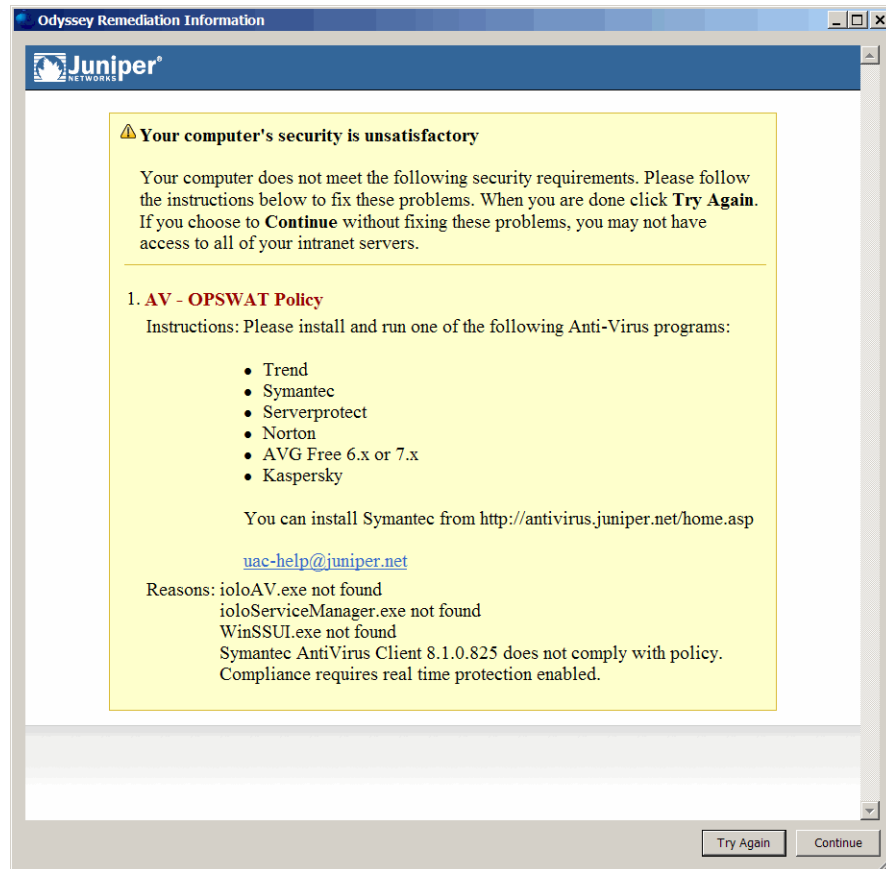 Odyssey Remediation Information
Juniper®
NETWORKS
Your computer's security is unsatisfactory
Your computer does not meet the following security requirements. Please follow
the instructions below to fix these problems. When you are done click Try Again.
If you choose to Continue without fixing these problems, you may not have
access to all of your intranet servers.
1. AV - OPSWAT Policy
Instructions: Please install and run one of the following Anti-Virus programs:
● Trend
● Symantec
● Serverprotect
● Norton
● AVG Free 6.x or 7.x
● Kaspersky
You can install Symantec from http://antivirus.juniper.net/home.asp
uac-help@juniper.net
Reasons: ioloAV.exe not found
ioloServiceManager.exe not found
WinSSUI.exe not found
Symantec AntiVirus Client 8.1.0.825 does not comply with policy.
Compliance requires real time protection enabled.
Try Again
Continue